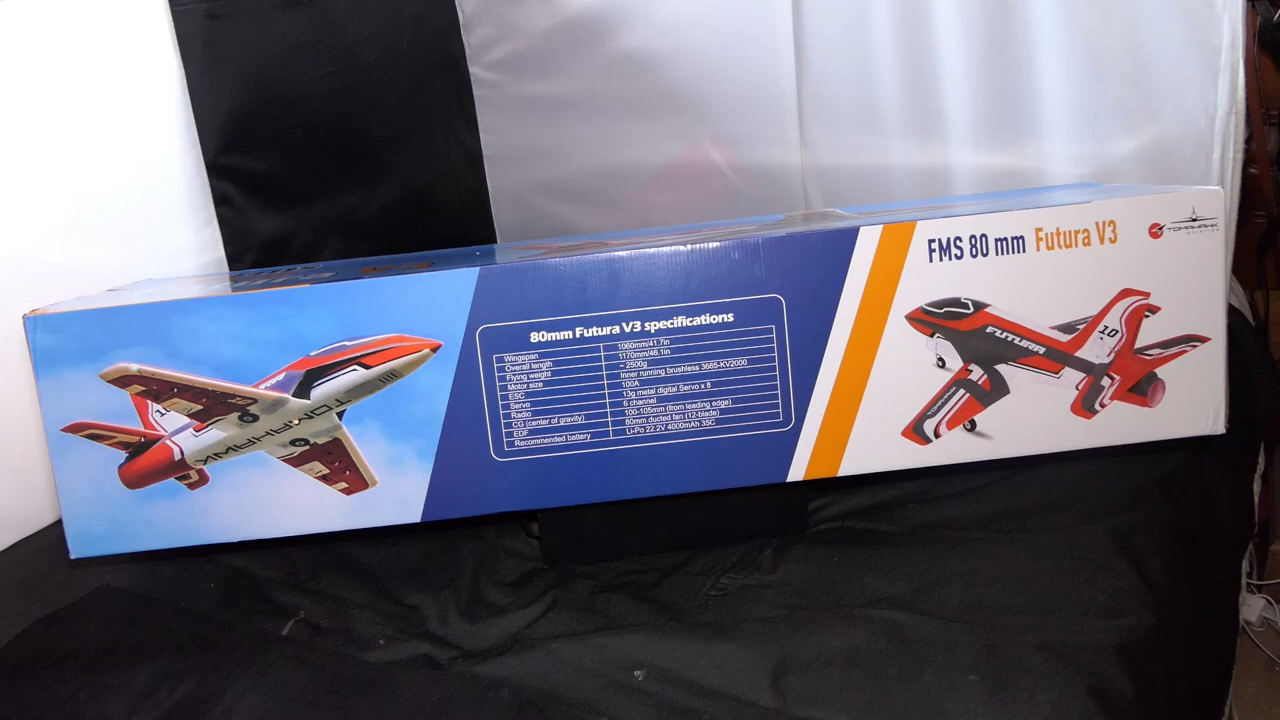 FMS 80 mm Futura V3
TOMAHAWK
AVIATION
80mm Futura V3 specifications
Wingspan 1060mm/41.7in
Overall length 1170mm/46.1in
Flying weight ~ 2500g
Motor size Inner running brushless 3665-KV2000
ESC 100A
Servo 13g metal digital Servo x 8
Radio 6 channel
CG (center of gravity) 100-105mm (from leading edge)
EDF 80mm ducted fan (12-blade)
Recommended battery Li-Po 22.2V 4000mAh 35C
TOMAHAWK
FUTURA
10
TOMAHAWK